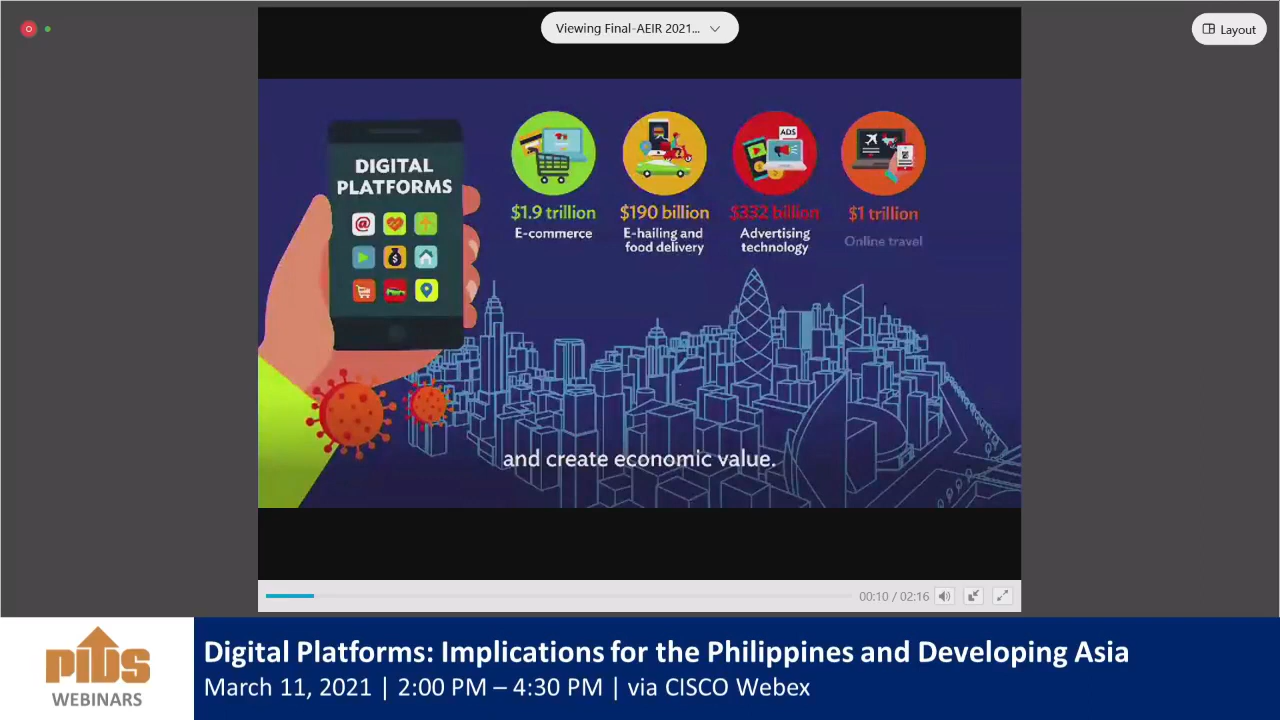 Viewing Final-AEIR 2021...
Layout
DIGITAL
PLATFORMS
$1.9 trillion
E-commerce
$190 billion
E-hailing and
food delivery
ADS
$332 billion
Advertising
technology
$1 trillion
Online travel
and create economic value.
00:10 / 02:16
PIDS
WEBINARS
Digital Platforms: Implications for the Philippines and Developing Asia
March 11, 2021 | 2:00 PM – 4:30 PM | via CISCO Webex